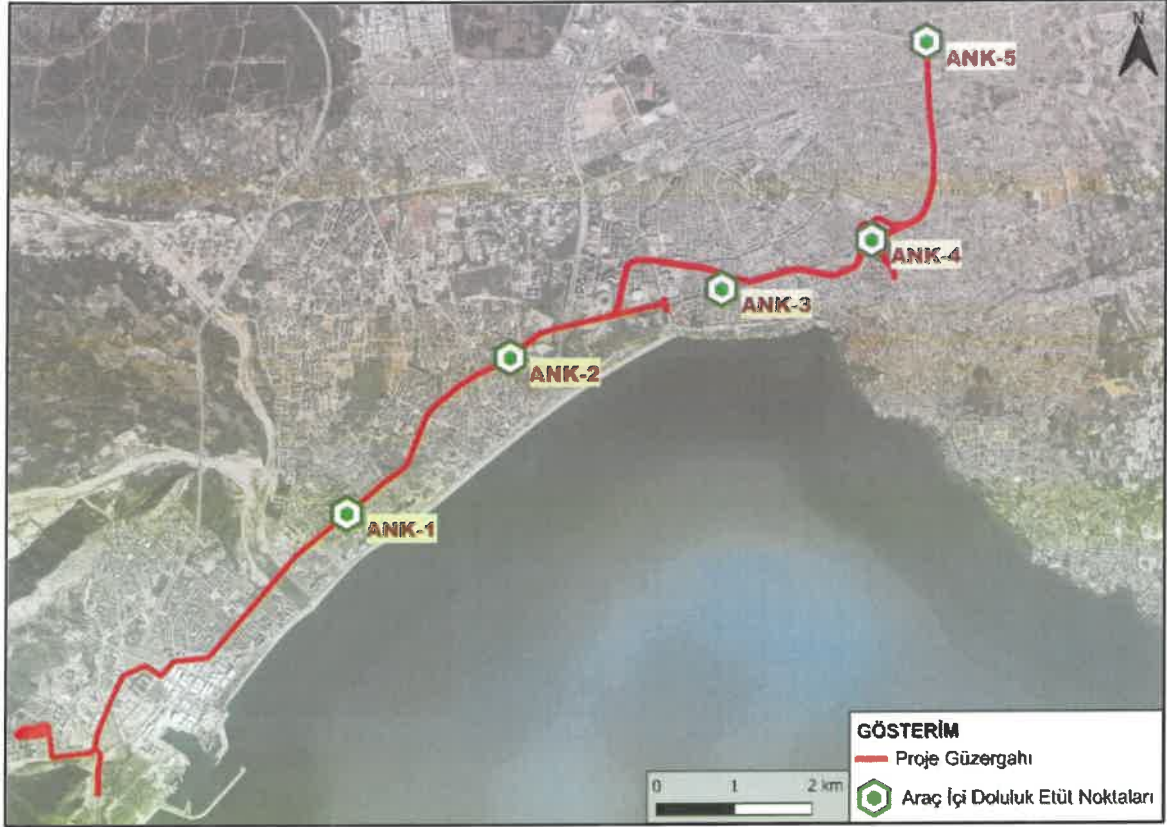 N
ANK-5
ANK-4
ANK-3
ANK-2
ANK-1
GÖSTERİM
Proje Güzergahı
Araç İçi Doluluk Etüt Noktaları
0 1 2 km